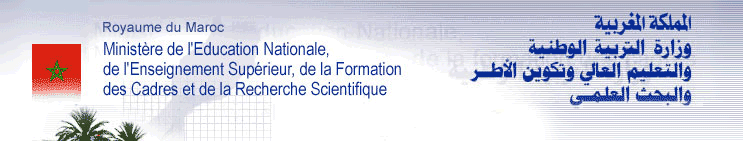 Royaume du Maroc
Ministère de l'Education Nationale,
de l'Enseignement Supérieur, de la Formation
des Cadres et de la Recherche Scientifique
المملكة المغربية
وزارة التربية الوطنية
والتعليم العالي وتكوين الأطر
والبحث العلمي